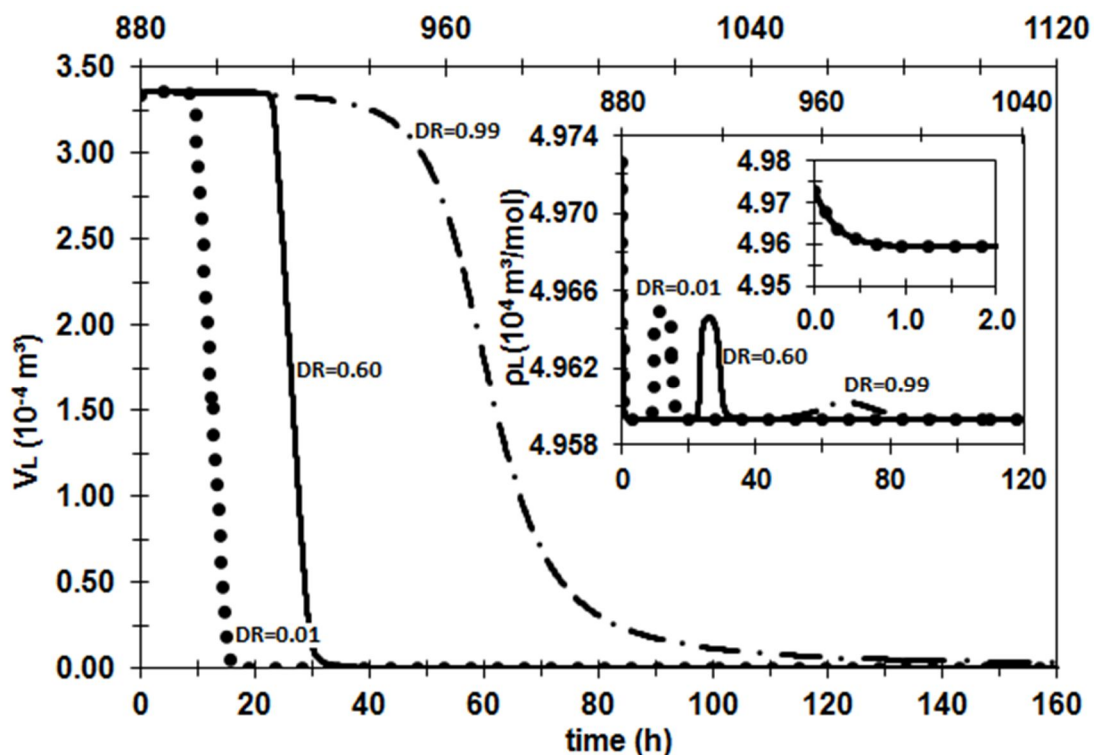 880 960 1040 1120
3.50
3.00
2.50
2.00
1.50
1.00
0.50
0.00
0 20 40 60 80 100 120 140 160
time (h)
VL (10⁻⁴ m³)
DR=0.99
DR=0.60
DR=0.01
880 960 1040
4.974
4.970
4.966
4.962
4.958
0 40 80 120
ρL(10⁴ m³/mol)
DR=0.01
DR=0.60
DR=0.99
4.98
4.97
4.96
4.95
0.0 1.0 2.0